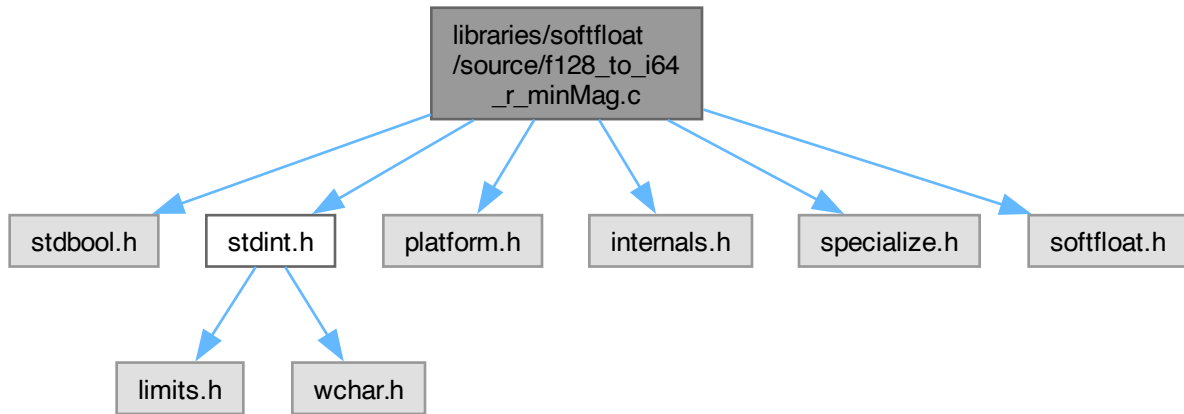 libraries/softfloat
/source/f128_to_i64
_r_minMag.c
stdbool.h
stdint.h
platform.h
internals.h
specialize.h
softfloat.h
limits.h
wchar.h